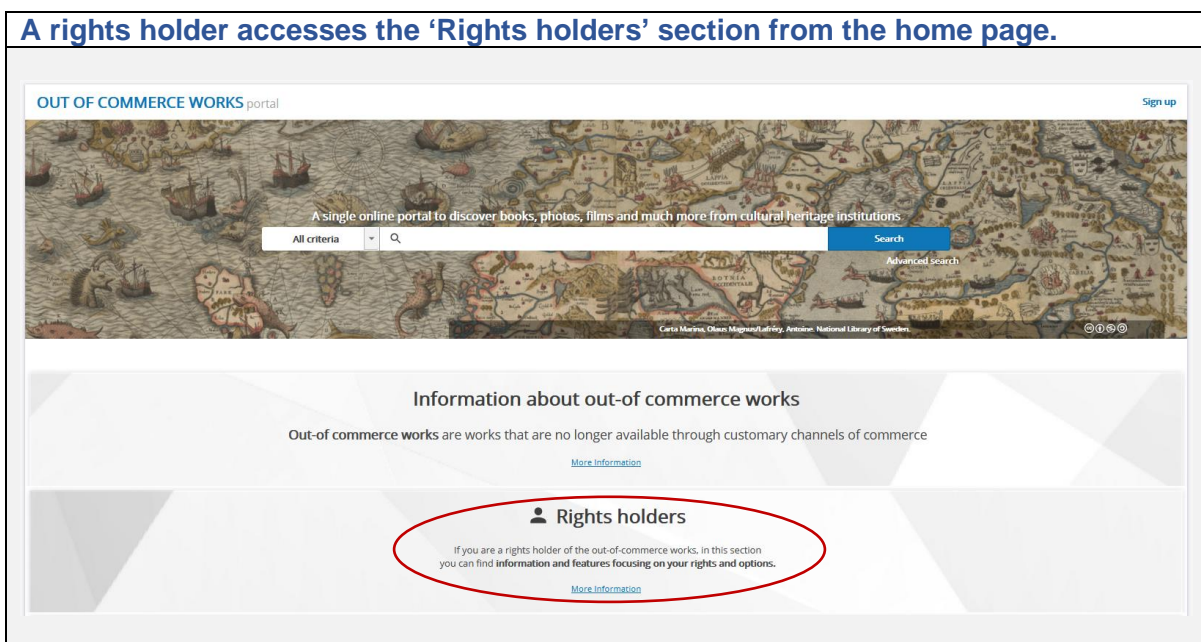 A rights holder accesses the ‘Rights holders’ section from the home page.
OUT OF COMMERCE WORKS portal
Sign up
A single online portal to discover books, photos, films and much more from cultural heritage institutions
All criteria
Search
Advanced search
Carta Marina, Olaus Magnus/Lafréry, Antoine. National Library of Sweden.
Information about out-of commerce works
Out-of commerce works are works that are no longer available through customary channels of commerce
More Information
Rights holders
If you are a rights holder of the out-of-commerce works, in this section
you can find information and features focusing on your rights and options.
More Information